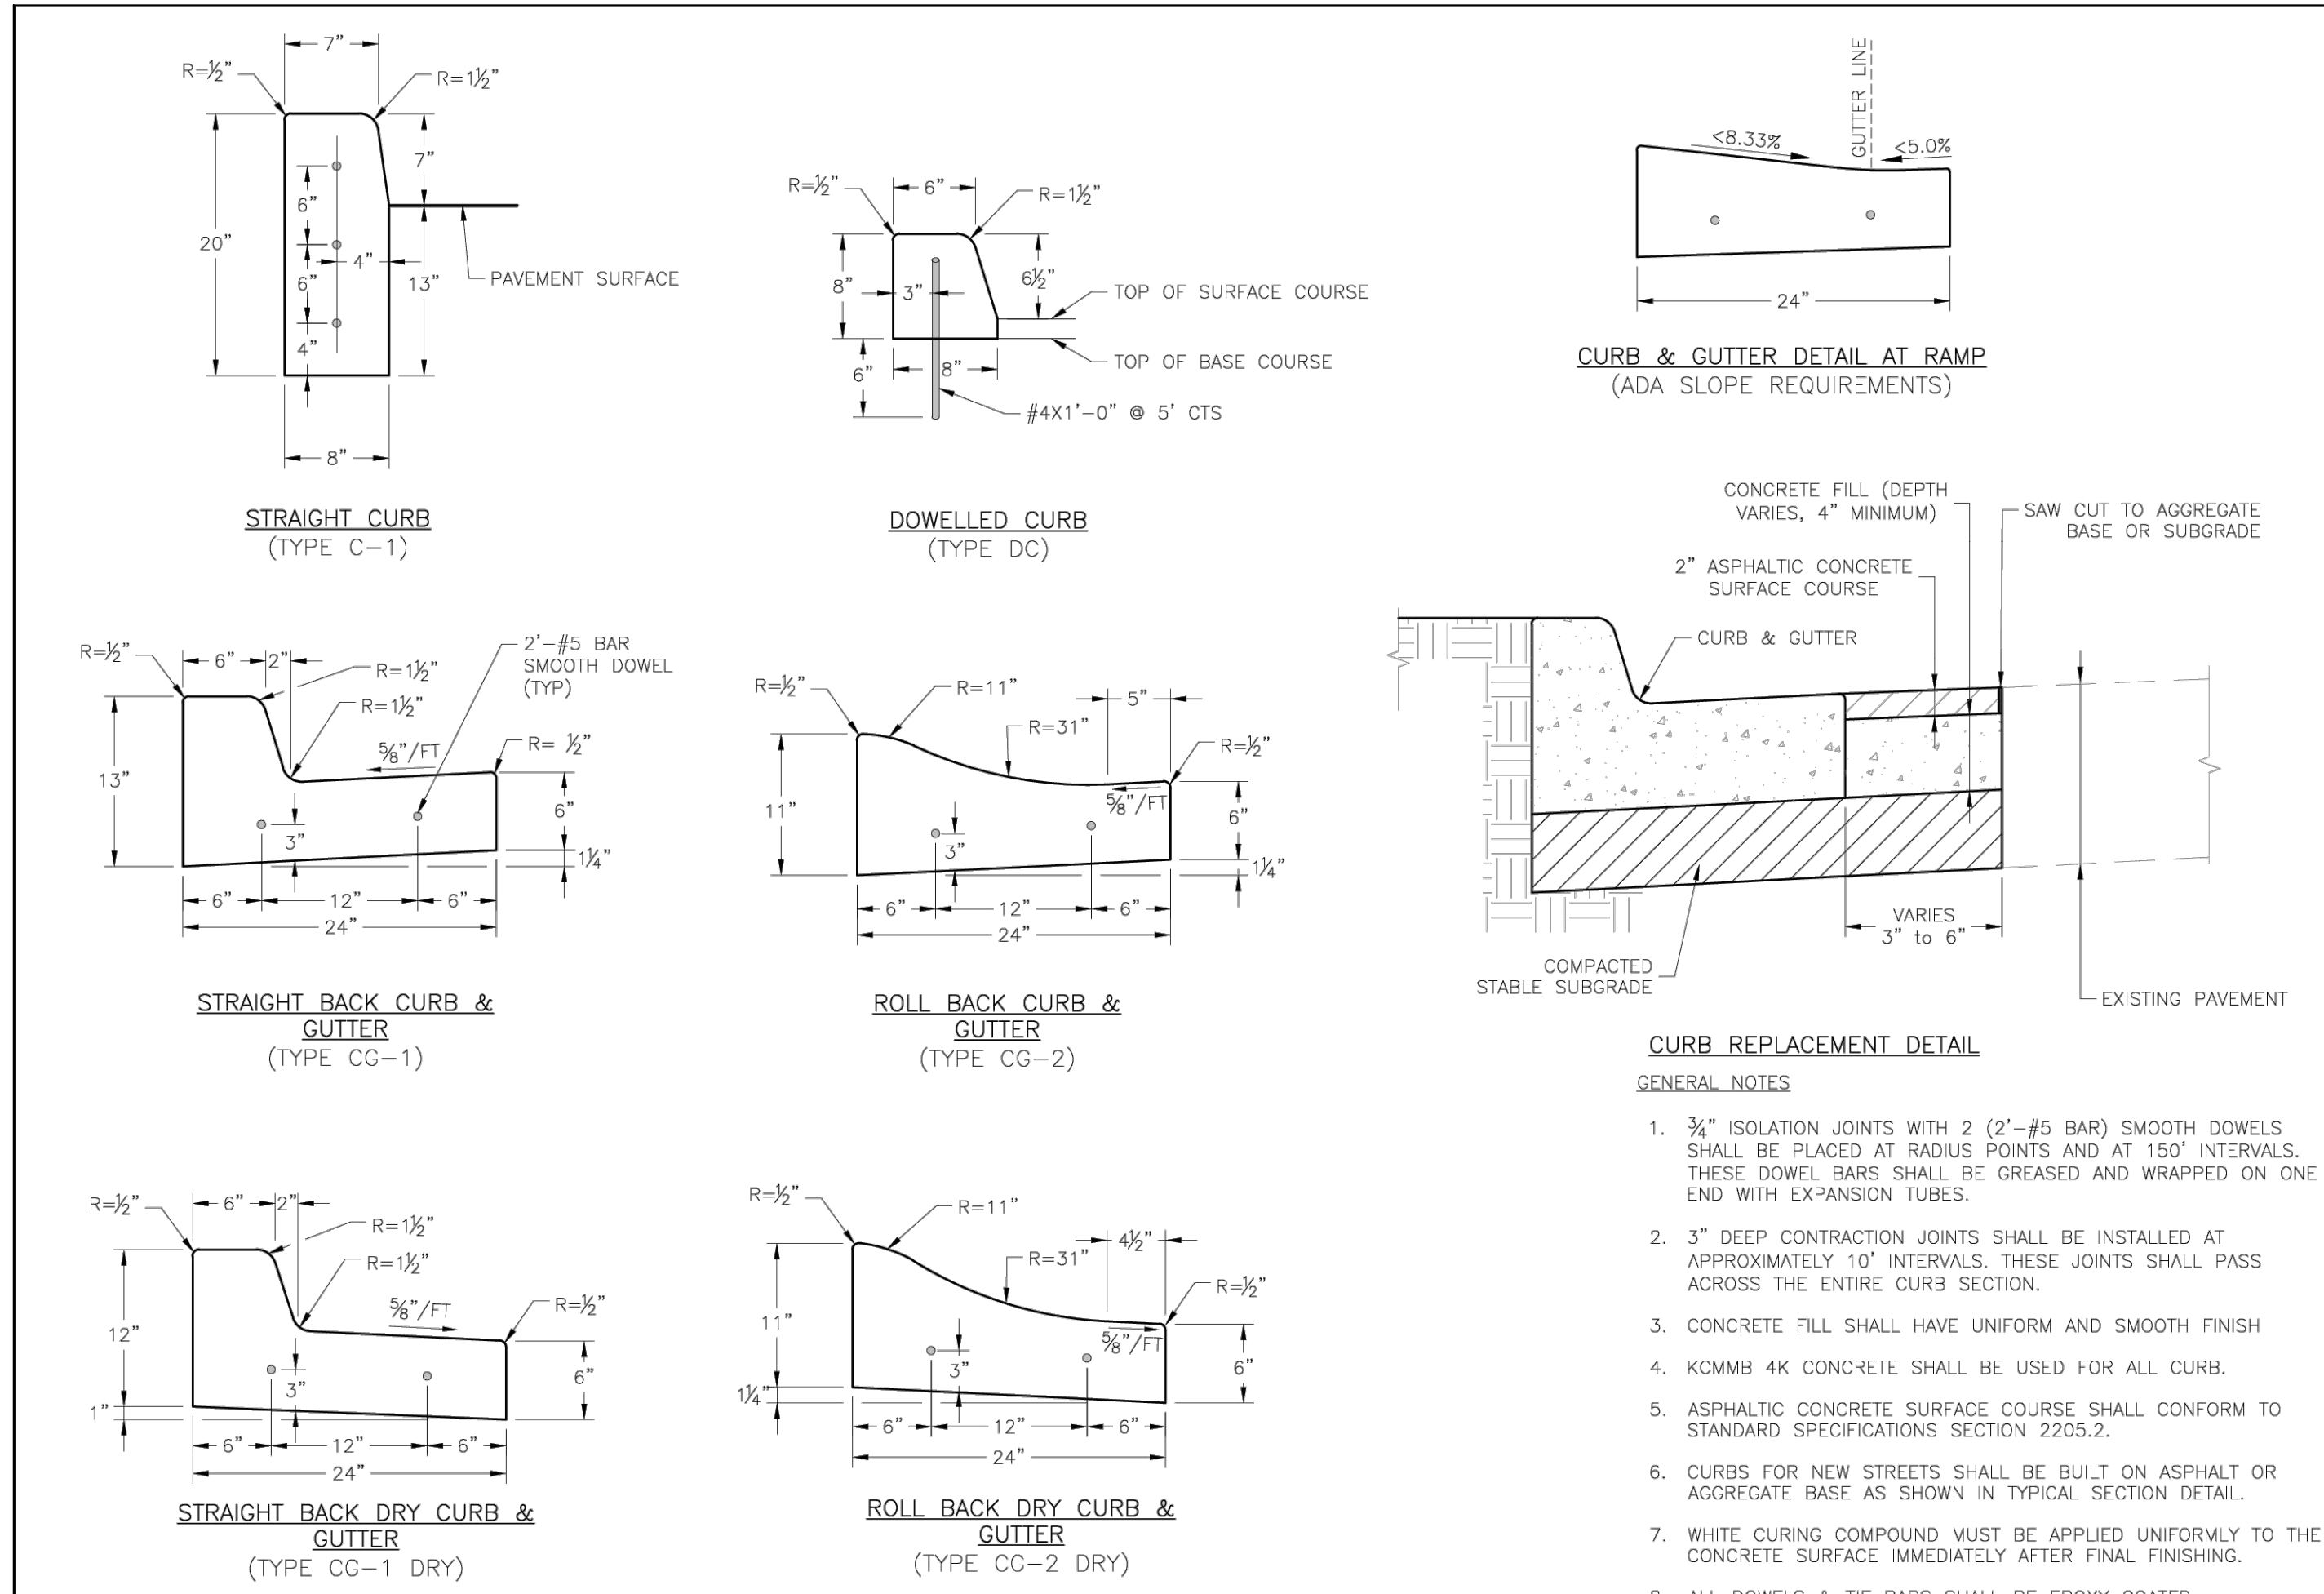 7"
R=½"
R=1½"
7"
6"
20"
4"
6"
13"
PAVEMENT SURFACE
4"
8"
STRAIGHT CURB
(TYPE C-1)
R=½"
6"
R=1½"
8"
3"
6½"
TOP OF SURFACE COURSE
TOP OF BASE COURSE
6"
8"
#4X1'-0" @ 5' CTS
DOWELLED CURB
(TYPE DC)
GUTTER LINE
<8.33%
<5.0%
24"
CURB & GUTTER DETAIL AT RAMP
(ADA SLOPE REQUIREMENTS)
R=½"
6"
2"
R=1½"
R=1½"
2'-#5 BAR
SMOOTH DOWEL
(TYP)
⅝"/FT
R= ½"
13"
3"
6"
1¼"
6"
12"
6"
24"
STRAIGHT BACK CURB &
GUTTER
(TYPE CG-1)
R=½"
R=11"
R=31"
5"
R=½"
⅝"/FT
11"
3"
6"
1¼"
6"
12"
6"
24"
ROLL BACK CURB &
GUTTER
(TYPE CG-2)
CONCRETE FILL (DEPTH
VARIES, 4" MINIMUM)
SAW CUT TO AGGREGATE
BASE OR SUBGRADE
2" ASPHALTIC CONCRETE
SURFACE COURSE
CURB & GUTTER
VARIES
3" to 6"
COMPACTED
STABLE SUBGRADE
EXISTING PAVEMENT
CURB REPLACEMENT DETAIL
R=½"
6"
2"
R=1½"
R=1½"
⅝"/FT
R=½"
12"
3"
6"
1"
6"
12"
6"
24"
STRAIGHT BACK DRY CURB &
GUTTER
(TYPE CG-1 DRY)
R=½"
R=11"
R=31"
4½"
R=½"
⅝"/FT
11"
3"
6"
1¼"
6"
12"
6"
24"
ROLL BACK DRY CURB &
GUTTER
(TYPE CG-2 DRY)
GENERAL NOTES
1. ¾" ISOLATION JOINTS WITH 2 (2'-#5 BAR) SMOOTH DOWELS
SHALL BE PLACED AT RADIUS POINTS AND AT 150' INTERVALS.
THESE DOWEL BARS SHALL BE GREASED AND WRAPPED ON ONE
END WITH EXPANSION TUBES.
2. 3" DEEP CONTRACTION JOINTS SHALL BE INSTALLED AT
APPROXIMATELY 10' INTERVALS. THESE JOINTS SHALL PASS
ACROSS THE ENTIRE CURB SECTION.
3. CONCRETE FILL SHALL HAVE UNIFORM AND SMOOTH FINISH
4. KCMMB 4K CONCRETE SHALL BE USED FOR ALL CURB.
5. ASPHALTIC CONCRETE SURFACE COURSE SHALL CONFORM TO
STANDARD SPECIFICATIONS SECTION 2205.2.
6. CURBS FOR NEW STREETS SHALL BE BUILT ON ASPHALT OR
AGGREGATE BASE AS SHOWN IN TYPICAL SECTION DETAIL.
7. WHITE CURING COMPOUND MUST BE APPLIED UNIFORMLY TO THE
CONCRETE SURFACE IMMEDIATELY AFTER FINAL FINISHING.
8. ALL DOWELS & TIE BARS SHALL BE EPOXY COATED